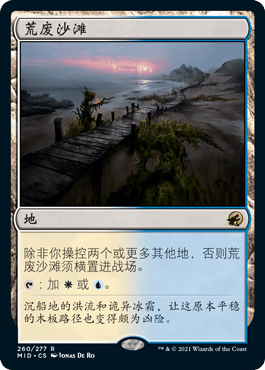 荒废沙滩
地
除非你操控两个或更多其他地，否则荒
废沙滩须横置进战场。
：加 或 。
沉船地的洪流和诡异冰霜，让这原本平稳
的木板路径也变得颇为凶险。
260/277 R
MID • CS JONAS DE RO
™ & © 2021 Wizards of the Coast